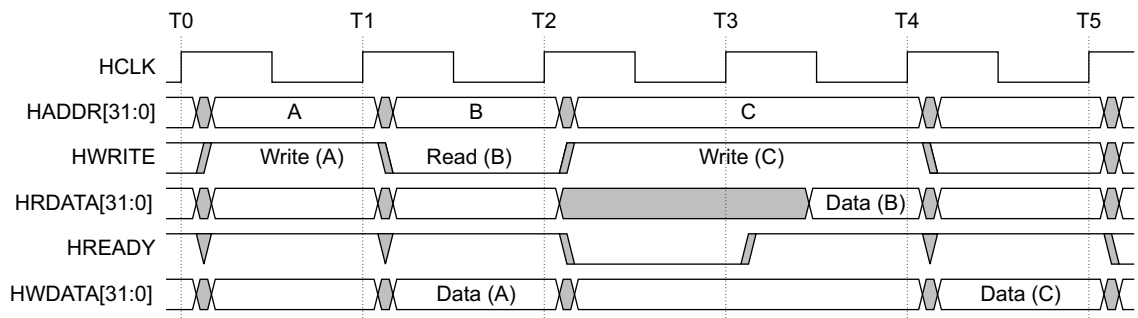 T0 T1 T2 T3 T4 T5
HCLK
HADDR[31:0] A B C
HWRITE Write (A) Read (B) Write (C)
HRDATA[31:0] Data (B)
HREADY
HWDATA[31:0] Data (A) Data (C)